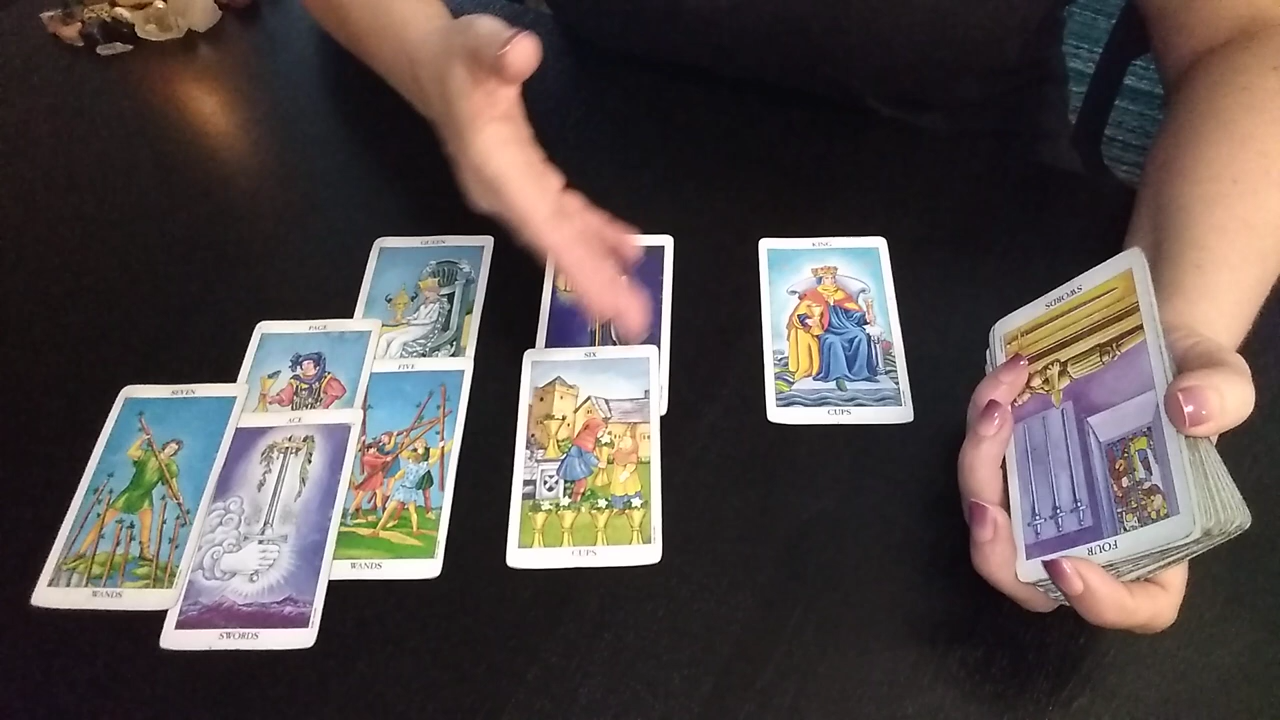 QUEEN
KING
CUPS
PAGE
SIX
CUPS
FIVE
WANDS
SEVEN
WANDS
ACE
SWORDS
SWORDS
FOUR